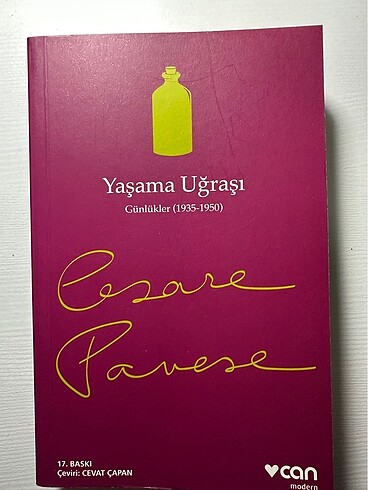 Yaşama Uğraşı
Günlükler (1935-1950)
Cesare
Pavese
17. BASKI
Çeviri: CEVAT ÇAPAN
can
modern